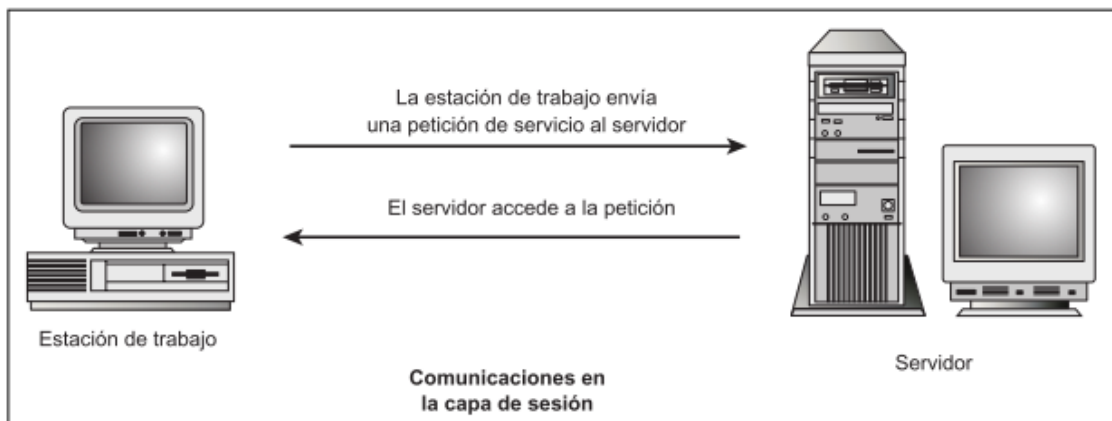 La estación de trabajo envía
una petición de servicio al servidor
El servidor accede a la petición
Estación de trabajo
Servidor
Comunicaciones en
la capa de sesión